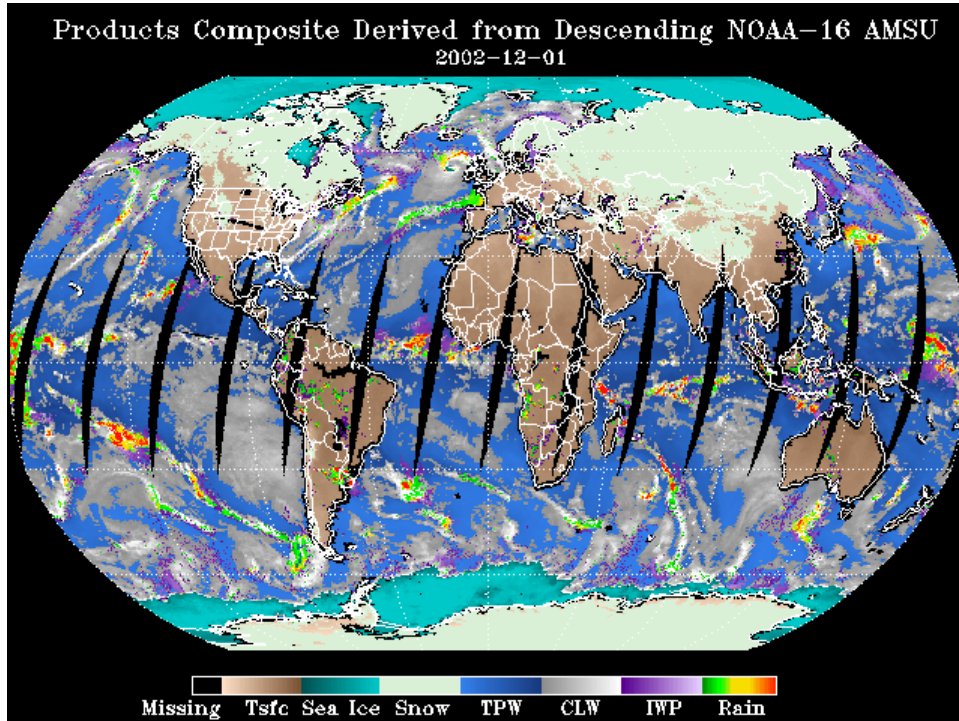 Products Composite Derived from Descending NOAA-16 AMSU
2002-12-01
Missing Tsfc Sea Ice Snow TPW CLW IWP Rain